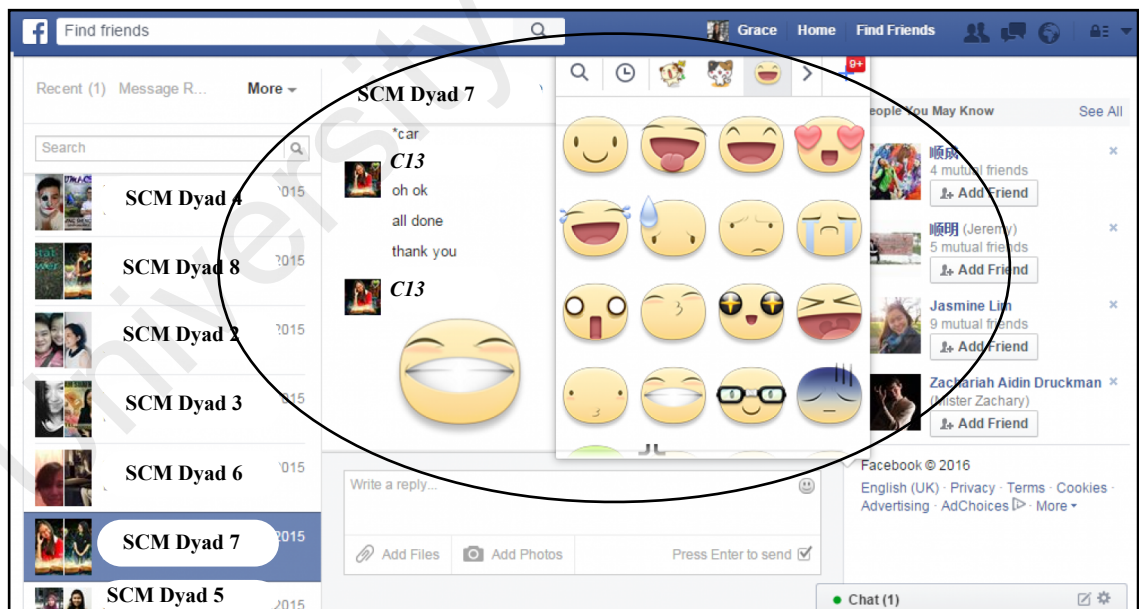 f Find friends Grace Home Find Friends
Recent (1) Message R... More
Search
SCM Dyad 4 2015
SCM Dyad 8 2015
SCM Dyad 2 2015
SCM Dyad 3 015
SCM Dyad 6 2015
SCM Dyad 7 2015
SCM Dyad 5 2015
SCM Dyad 7
*car
C13
oh ok
all done
thank you
C13
9+
Write a reply...
Add Files Add Photos Press Enter to send
People You May Know See All
顺成
4 mutual friends
Add Friend
顺明 (Jeremy)
5 mutual friends
Add Friend
Jasmine Lim
9 mutual friends
Add Friend
Zachariah Aidin Druckman
(Mister Zachary)
Add Friend
Facebook © 2016
English (UK) · Privacy · Terms · Cookies ·
Advertising · AdChoices · More
Chat (1)
University